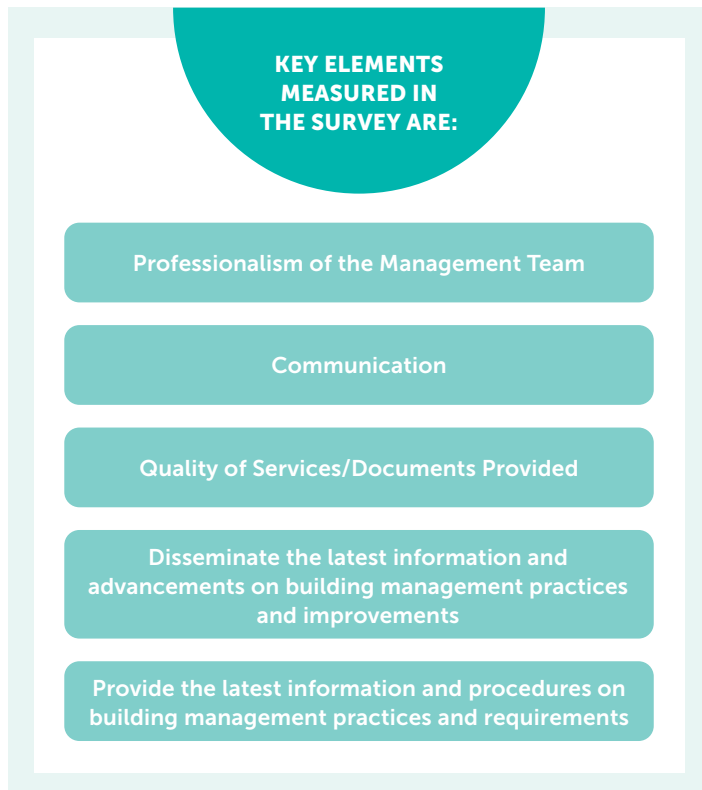 KEY ELEMENTS
MEASURED IN
THE SURVEY ARE:
Professionalism of the Management Team
Communication
Quality of Services/Documents Provided
Disseminate the latest information and
advancements on building management practices
and improvements
Provide the latest information and procedures on
building management practices and requirements